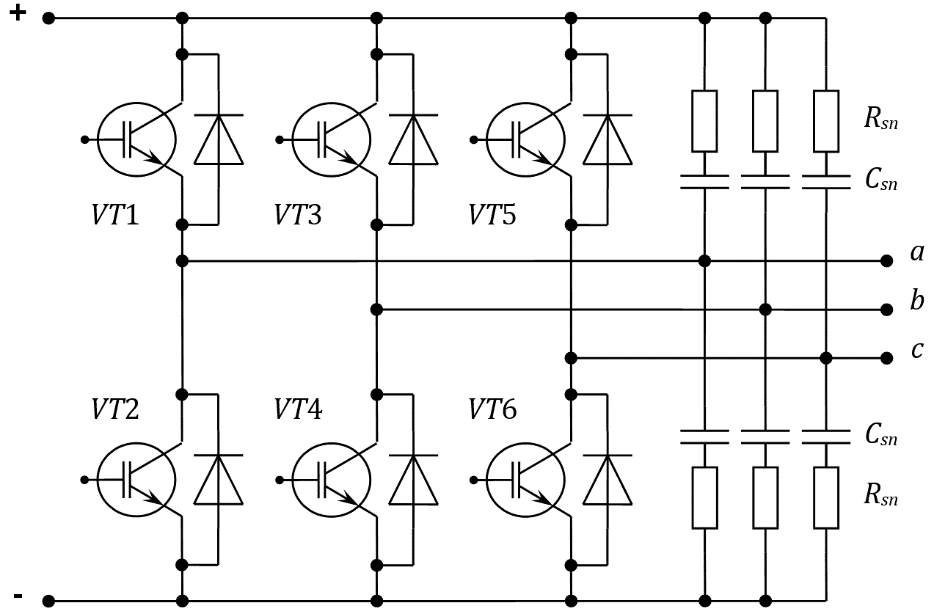 +
R_sn
C_sn
VT1 VT3 VT5
a
b
c
VT2 VT4 VT6
C_sn
R_sn
-